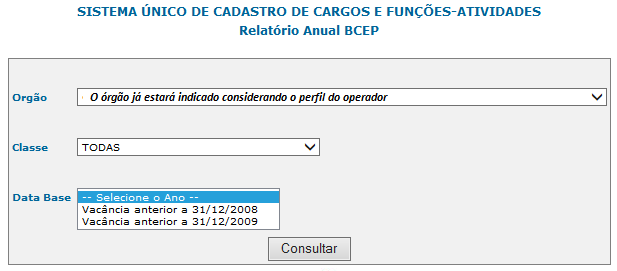 SISTEMA ÚNICO DE CADASTRO DE CARGOS E FUNÇÕES-ATIVIDADES
Relatório Anual BCEP
Orgão
O órgão já estará indicado considerando o perfil do operador
Classe
TODAS
Data Base
-- Selecione o Ano --
Vacância anterior a 31/12/2008
Vacância anterior a 31/12/2009
Consultar